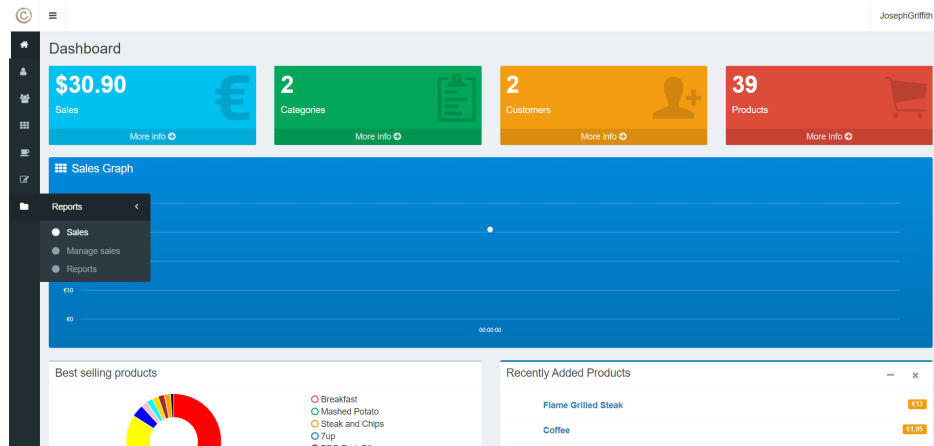 JosephGriffith
Dashboard
$30.90
Sales
More info
2
Categories
More info
2
Customers
More info
39
Products
More info
Sales Graph
Reports
Sales
Manage sales
Reports
€10
€0
00:00:00
Best selling products
Breakfast
Mashed Potato
Steak and Chips
7up
Recently Added Products
Flame Grilled Steak
€13
Coffee
€1.95